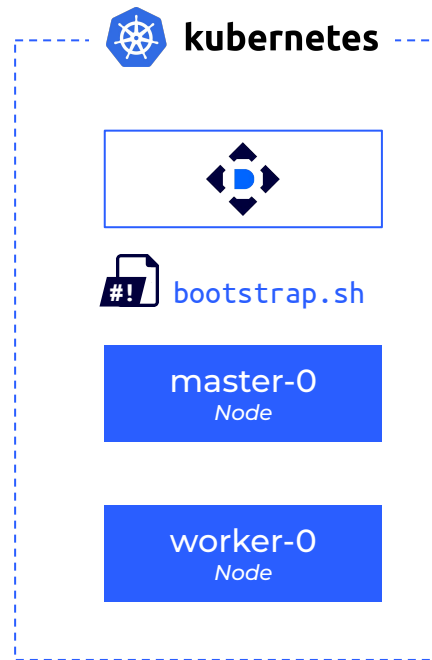 kubernetes
D
#! bootstrap.sh
master-0
Node
worker-0
Node